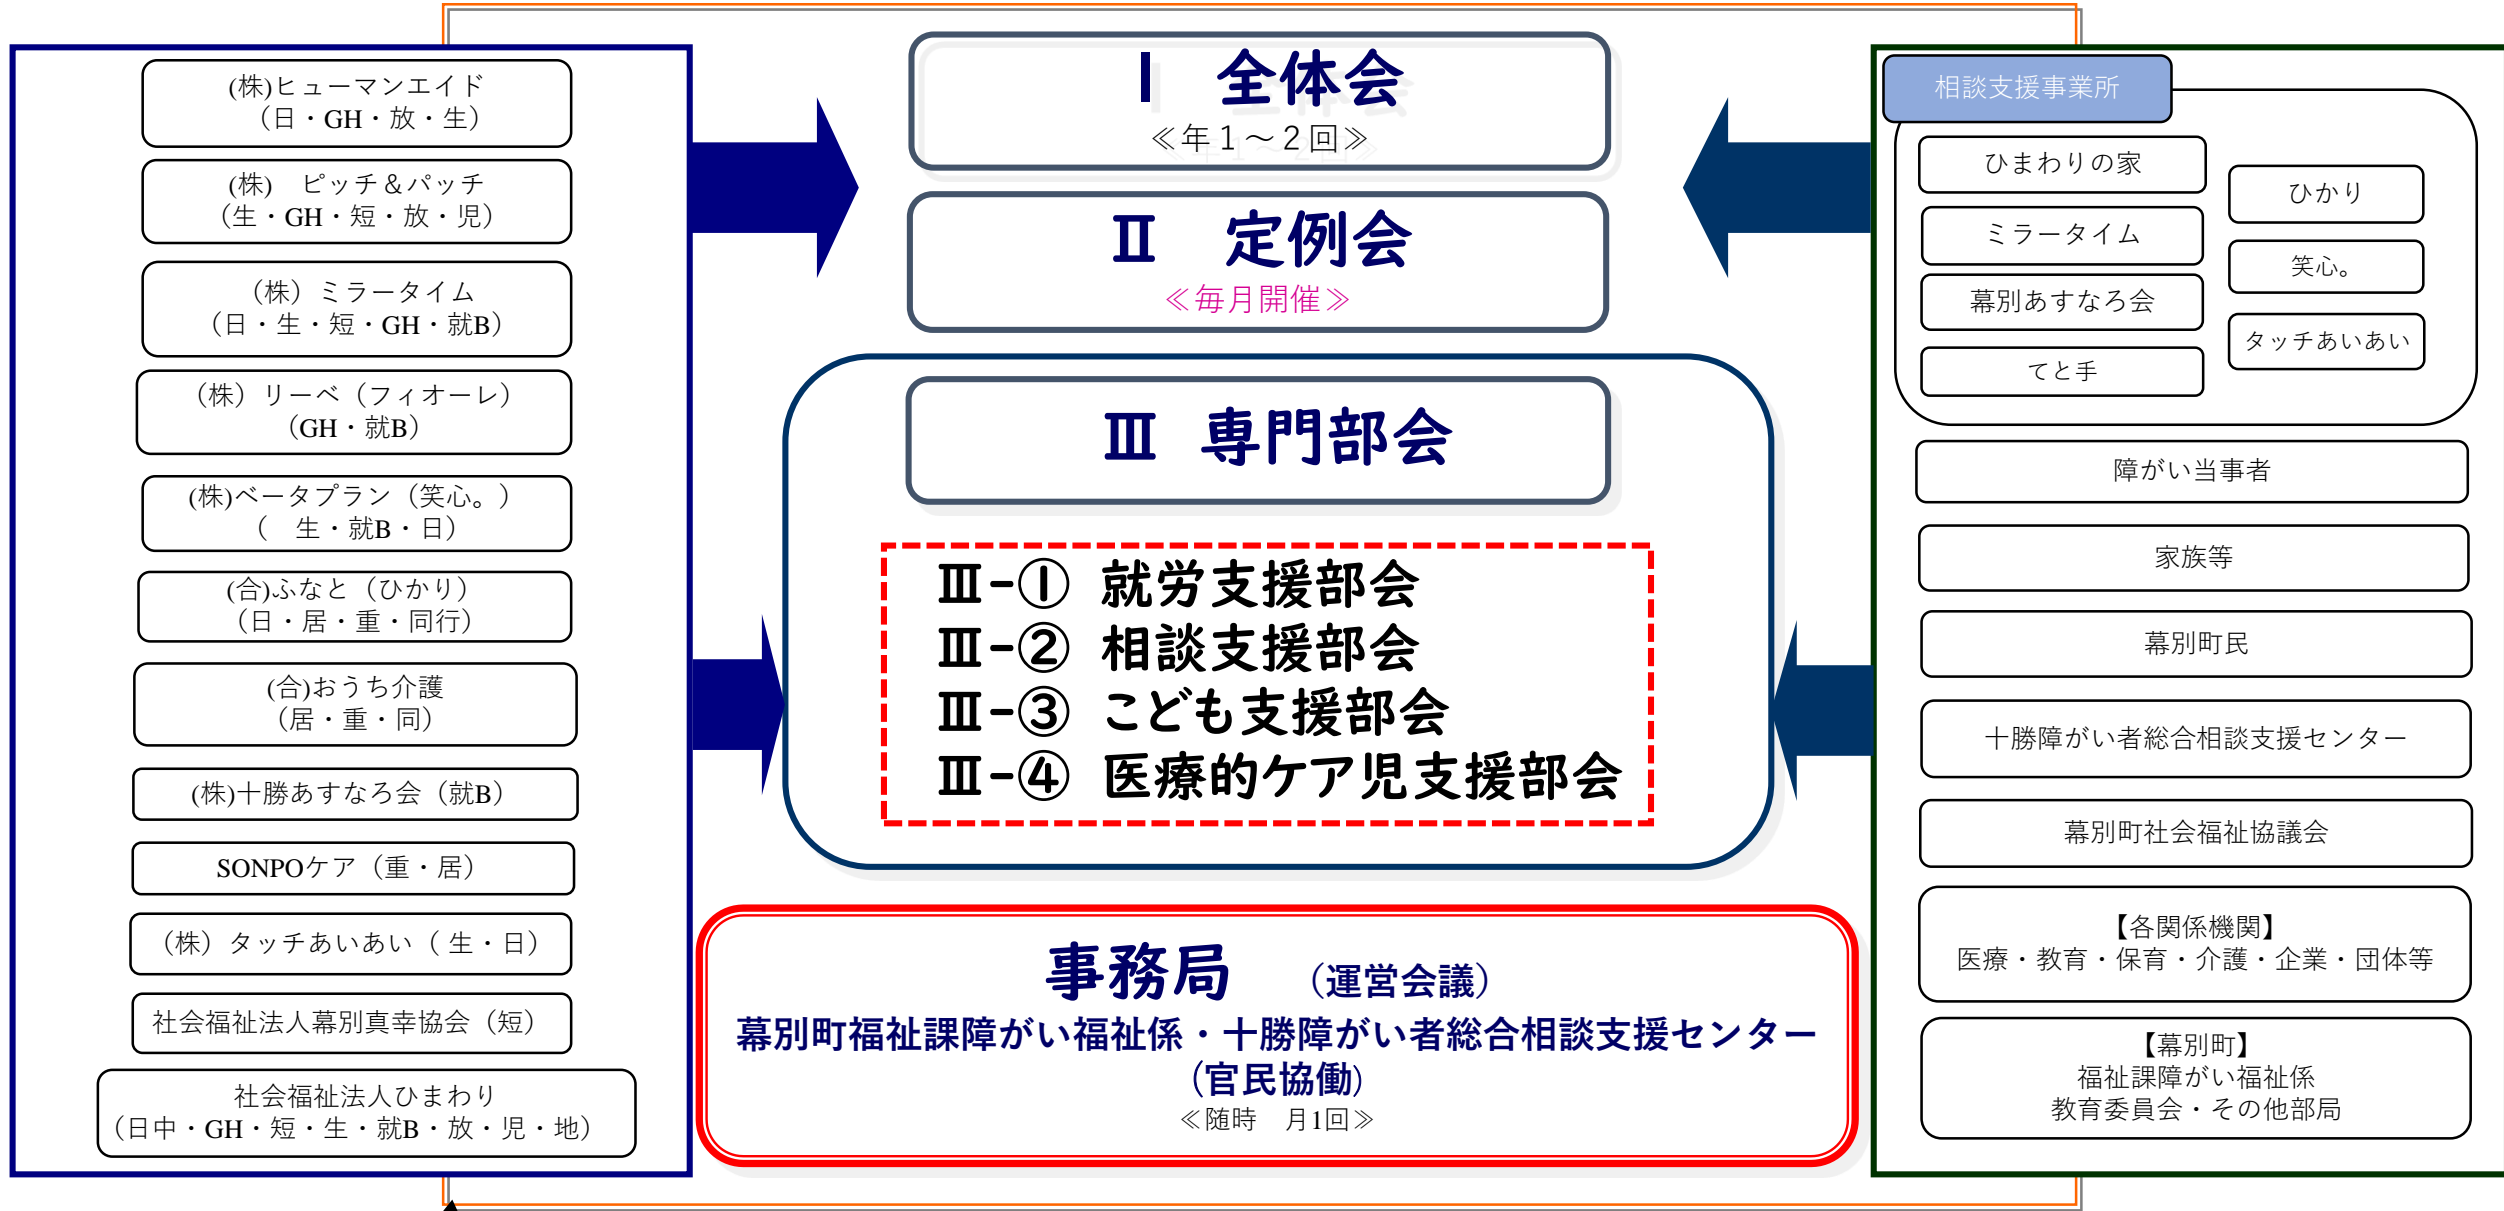 (株)ヒューマンエイド
（日・GH・放・生）
(株)　ピッチ＆パッチ
（生・GH・短・放・児）
（株）ミラータイム
（日・生・短・GH・就B）
（株）リーベ（フィオーレ）
（GH・就B）
(株)ベータプラン（笑心。）
（　生・就B・日）
(合)ふなと（ひかり）
（日・居・重・同行）
(合)おうち介護
（居・重・同）
(株)十勝あすなろ会（就B）
SONPOケア（重・居）
（株）タッチあいあい（ 生・日）
社会福祉法人幕別真幸協会（短）
社会福祉法人ひまわり
（日中・GH・短・生・就B・放・児・地）
Ⅰ　全体会
≪年１～２回≫
Ⅱ　定例会
≪毎月開催≫
Ⅲ　専門部会
Ⅲ-① 就労支援部会
Ⅲ-② 相談支援部会
Ⅲ-③ こども支援部会
Ⅲ-④ 医療的ケア児支援部会
事務局　（運営会議）
幕別町福祉課障がい福祉係・十勝障がい者総合相談支援センター
(官民協働)
≪随時　月1回≫
相談支援事業所
ひまわりの家
ミラータイム
幕別あすなろ会
てと手
ひかり
笑心。
タッチあいあい
障がい当事者
家族等
幕別町民
十勝障がい者総合相談支援センター
幕別町社会福祉協議会
【各関係機関】
医療・教育・保育・介護・企業・団体等
【幕別町】
福祉課障がい福祉係
教育委員会・その他部局